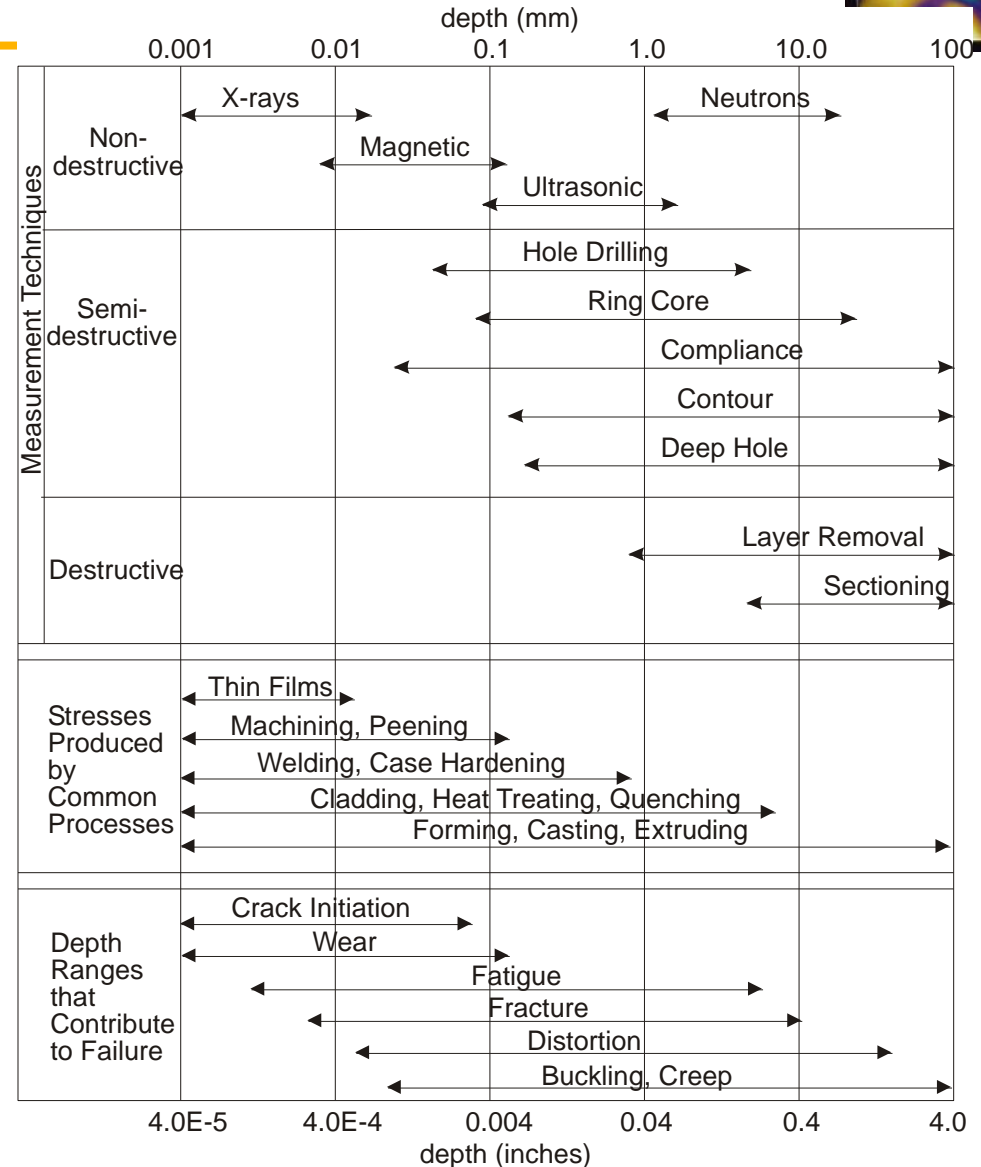 depth (mm)
0.001 0.01 0.1 1.0 10.0 100
Measurement Techniques
Non-
destructive
X-rays
Neutrons
Magnetic
Ultrasonic
Semi-
destructive
Hole Drilling
Ring Core
Compliance
Contour
Deep Hole
Destructive
Layer Removal
Sectioning
Stresses
Produced
by
Common
Processes
Thin Films
Machining, Peening
Welding, Case Hardening
Cladding, Heat Treating, Quenching
Forming, Casting, Extruding
Depth
Ranges
that
Contribute
to Failure
Crack Initiation
Wear
Fatigue
Fracture
Distortion
Buckling, Creep
4.0E-5 4.0E-4 0.004 0.04 0.4 4.0
depth (inches)